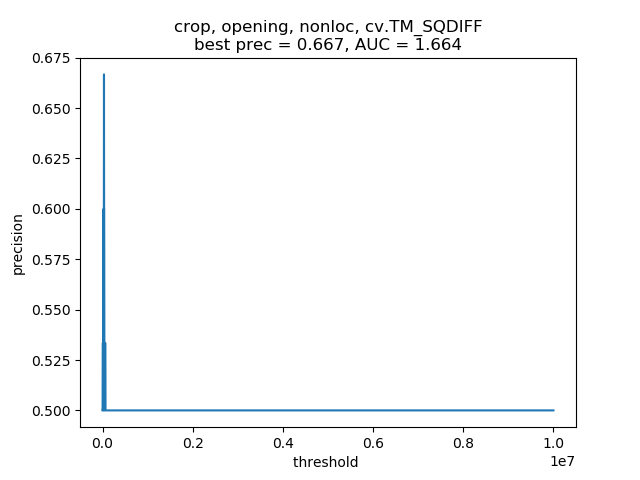 crop, opening, nonloc, cv.TM_SQDIFF
best prec = 0.667, AUC = 1.664
0.675
0.650
0.625
0.600
0.575
0.550
0.525
0.500
precision
0.0
0.2
0.4
0.6
0.8
1.0
1e7
threshold